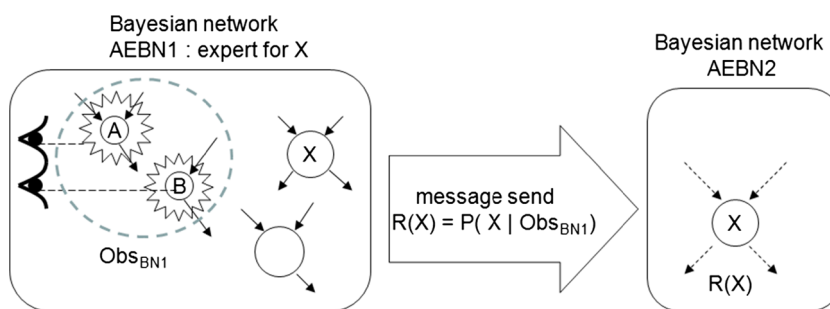 Bayesian network
AEBN1 : expert for X
A
B
X
Obs_BN1
message send
R(X) = P( X | Obs_BN1)
Bayesian network
AEBN2
X
R(X)